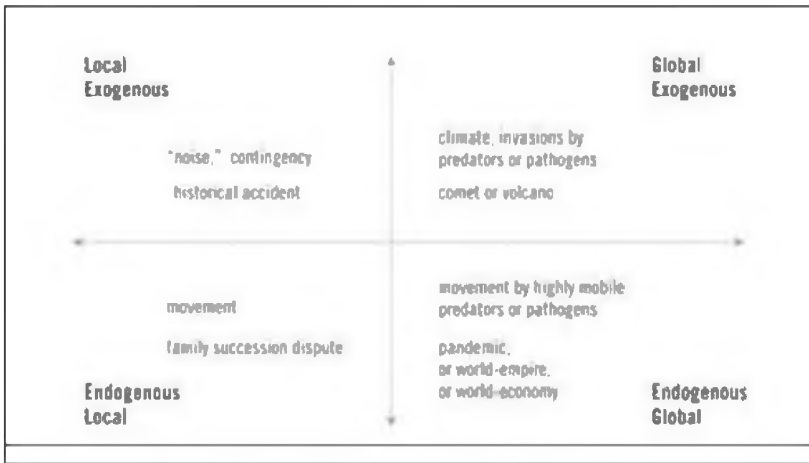 Local
Exogenous
Global
Exogenous
"noise," contingency
historical accident
climate, invasions by
predators or pathogens
comet or volcano
movement
family succession dispute
movement by highly mobile
predators or pathogens
pandemic,
or world-empire,
or world-economy
Endogenous
Local
Endogenous
Global